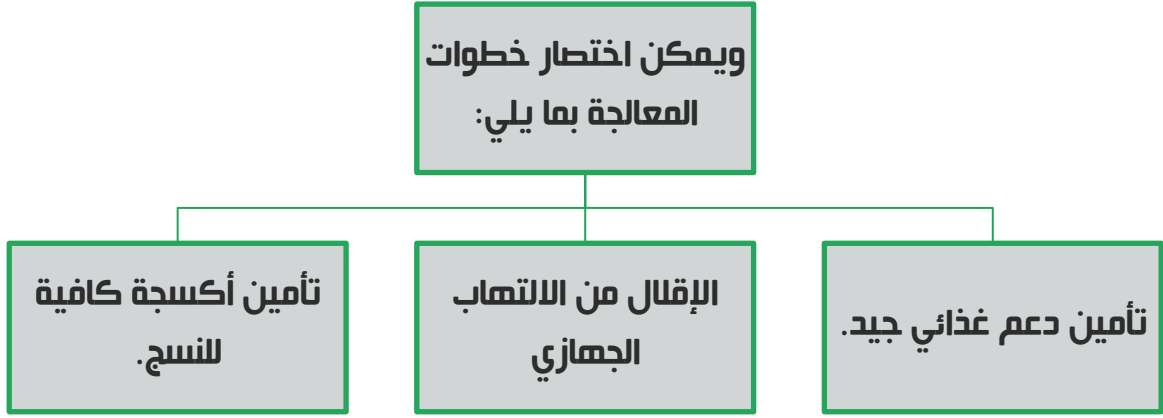 ويمكن اختصار خطوات
المعالجة بما يلي:
تأمين دعم غذائي جيد.
الإقلال من الالتهاب
الجهازي
تأمين أكسجة كافية
للنسج.